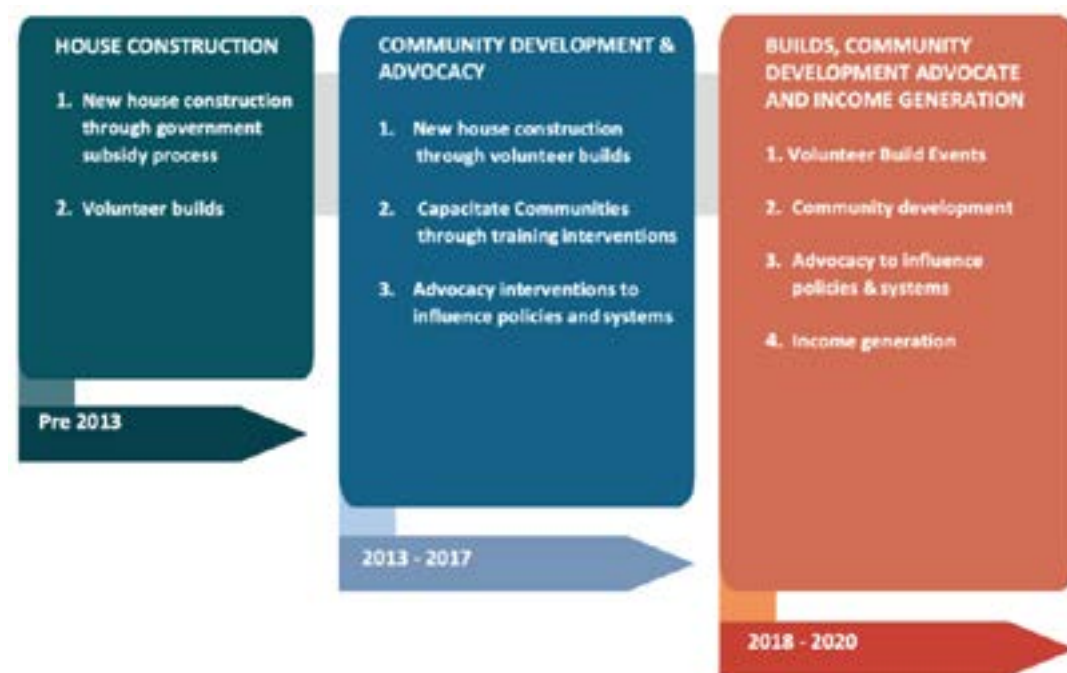 HOUSE CONSTRUCTION
1. New house construction
through government
subsidy process
2. Volunteer builds
Pre 2013
COMMUNITY DEVELOPMENT &
ADVOCACY
1. New house construction
through volunteer builds
2. Capacitate Communities
through training interventions
3. Advocacy interventions to
influence policies and systems
2013 - 2017
BUILDS, COMMUNITY
DEVELOPMENT ADVOCATE
AND INCOME GENERATION
1. Volunteer Build Events
2. Community development
3. Advocacy to influence
policies & systems
4. Income generation
2018 - 2020